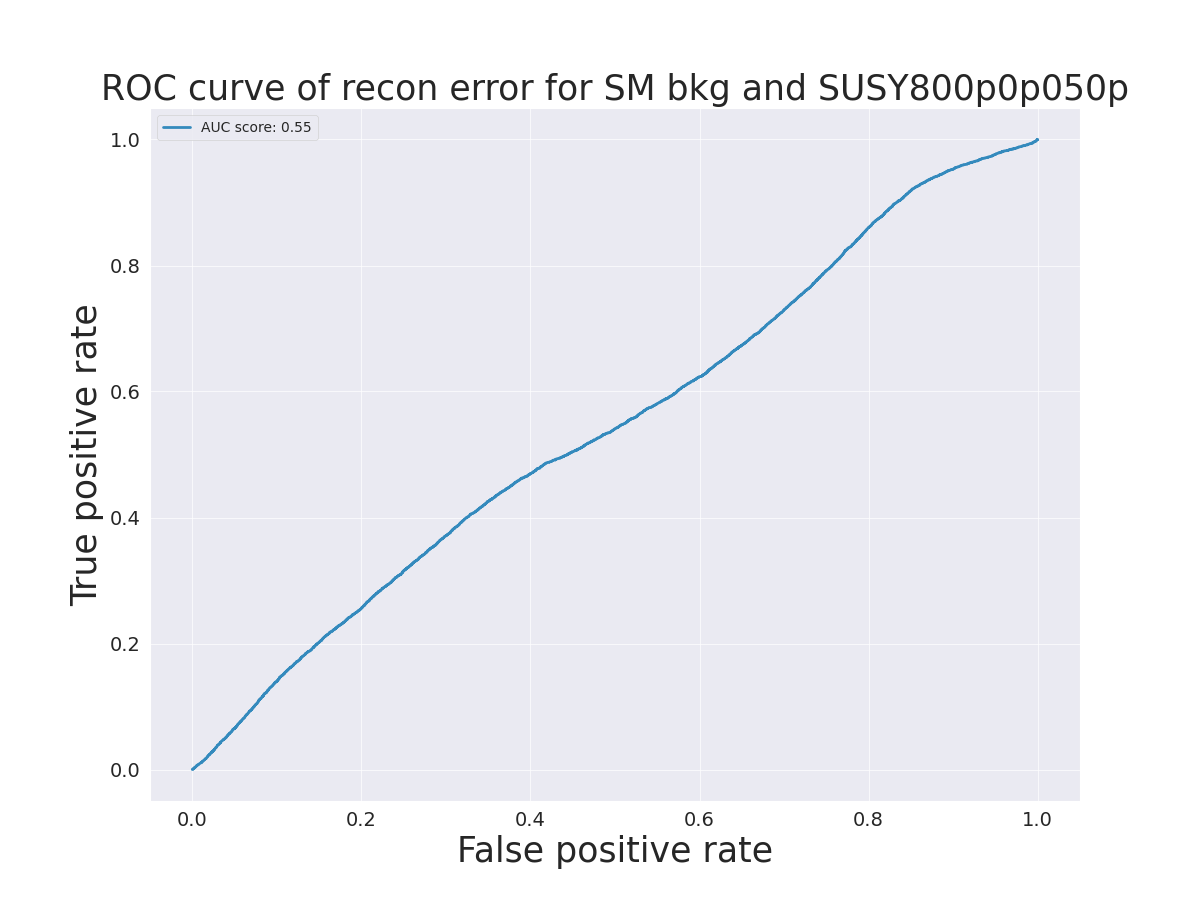 ROC curve of recon error for SM bkg and SUSY800p0p050p
AUC score: 0.55
1.0
0.8
0.6
0.4
0.2
0.0
True positive rate
0.0 0.2 0.4 0.6 0.8 1.0
False positive rate